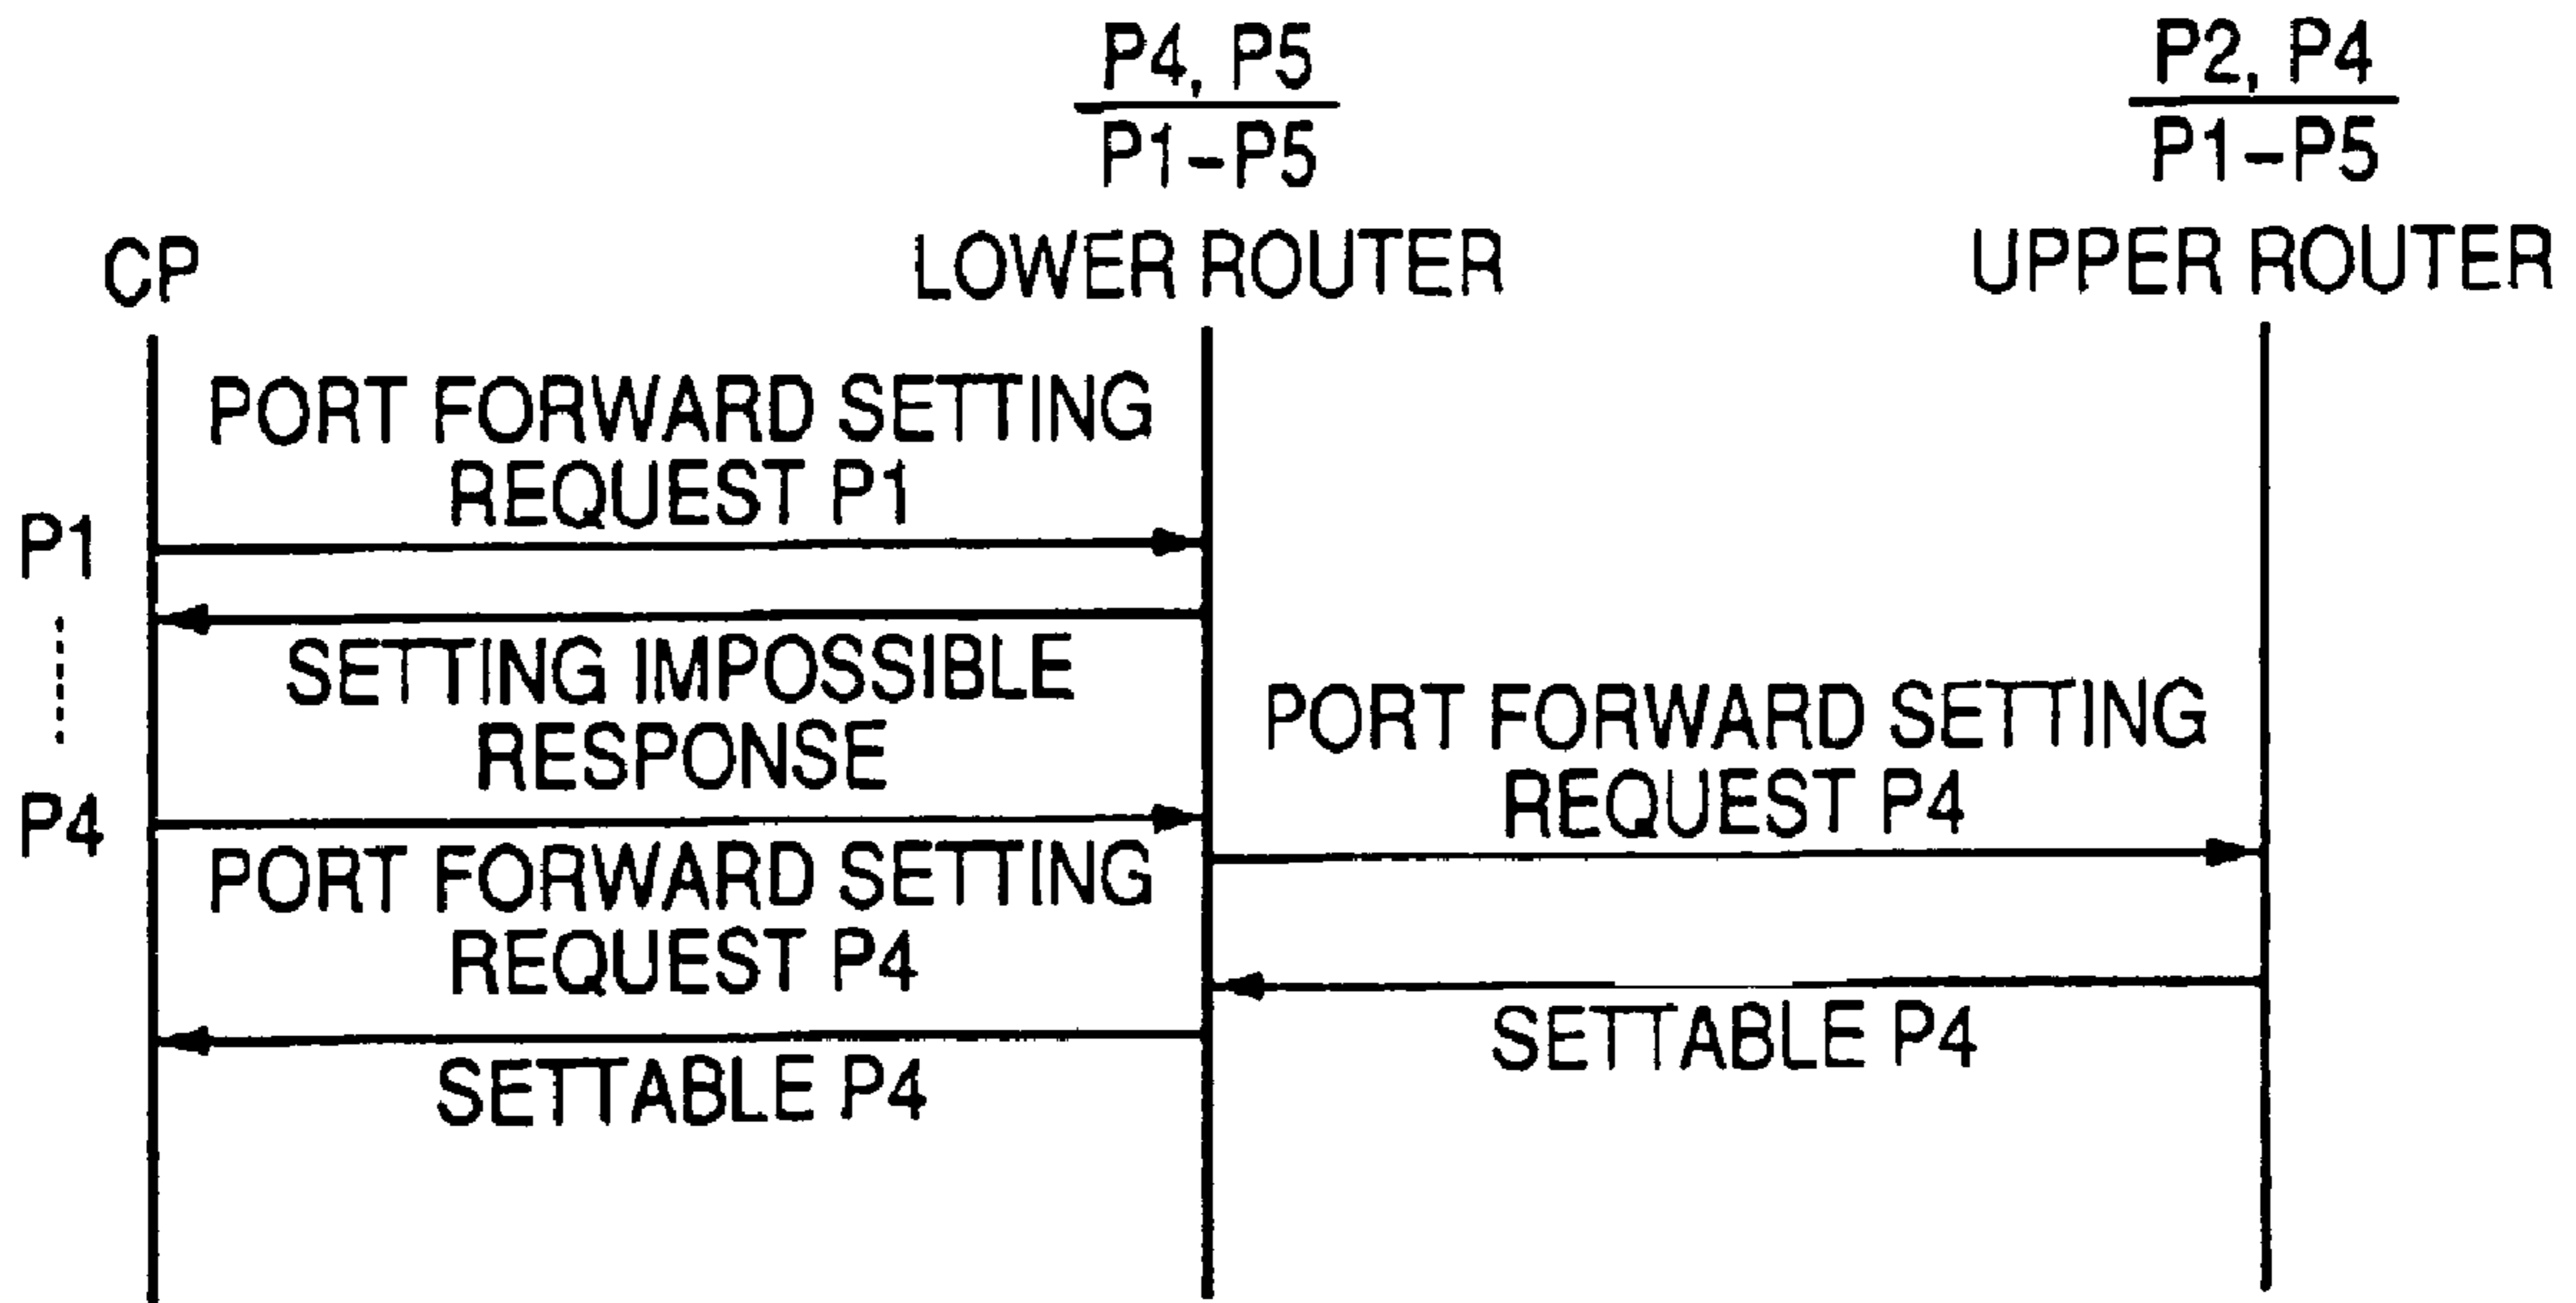 P4, P5
P1-P5
P2, P4
P1-P5
CP
LOWER ROUTER
UPPER ROUTER
PORT FORWARD SETTING
REQUEST P1
P1
SETTING IMPOSSIBLE
RESPONSE
PORT FORWARD SETTING
REQUEST P4
P4
PORT FORWARD SETTING
REQUEST P4
SETTABLE P4
SETTABLE P4